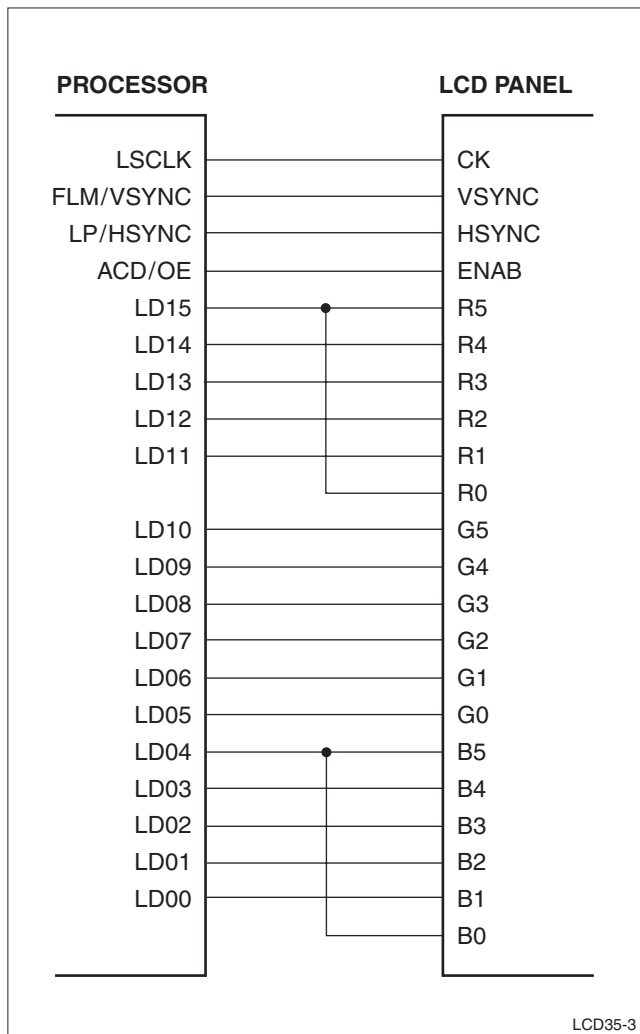 PROCESSOR LCD PANEL
LSCLK CK
FLM/VSYNC VSYNC
LP/HSYNC HSYNC
ACD/OE ENAB
LD15 R5
LD14 R4
LD13 R3
LD12 R2
LD11 R1
R0
LD10 G5
LD09 G4
LD08 G3
LD07 G2
LD06 G1
LD05 G0
LD04 B5
LD03 B4
LD02 B3
LD01 B2
LD00 B1
B0
LCD35-3